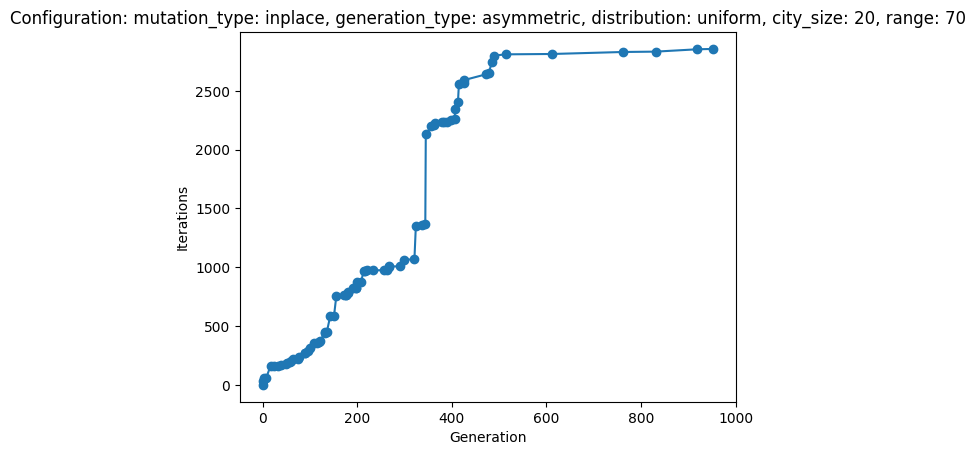 Configuration: mutation_type: inplace, generation_type: asymmetric, distribution: uniform, city_size: 20, range: 70
2500
2000
1500
1000
500
0
Iterations
0 200 400 600 800 1000
Generation